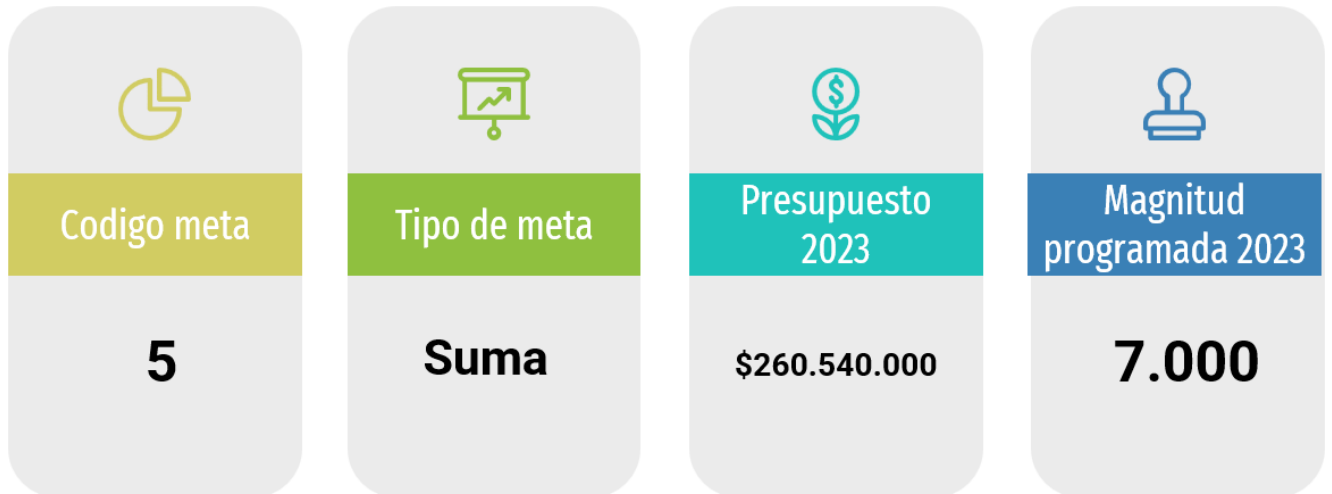 Codigo meta
5
Tipo de meta
Suma
Presupuesto
2023
$260.540.000
Magnitud
programada 2023
7.000